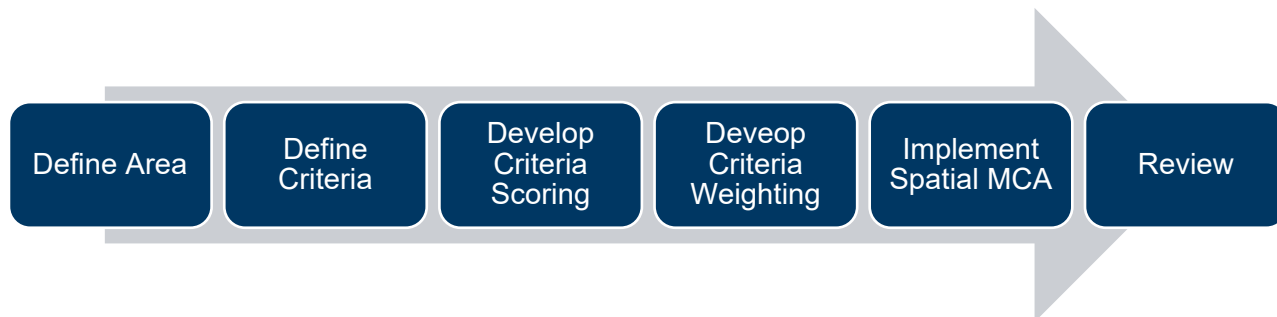 Define Area
Define
Criteria
Develop
Criteria
Scoring
Deveop
Criteria
Weighting
Implement
Spatial MCA
Review